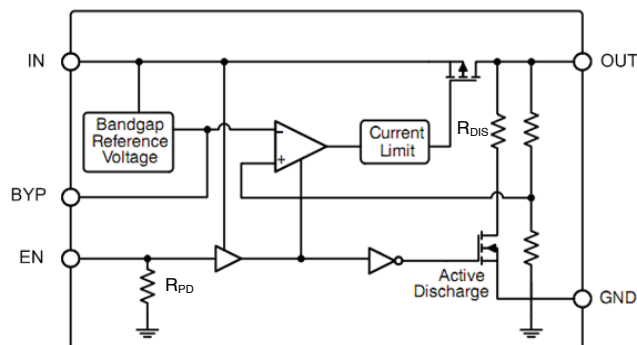 IN
OUT
Bandgap
Reference
Voltage
−
+
Current
Limit
RDIS
BYP
EN
RPD
Active
Discharge
GND